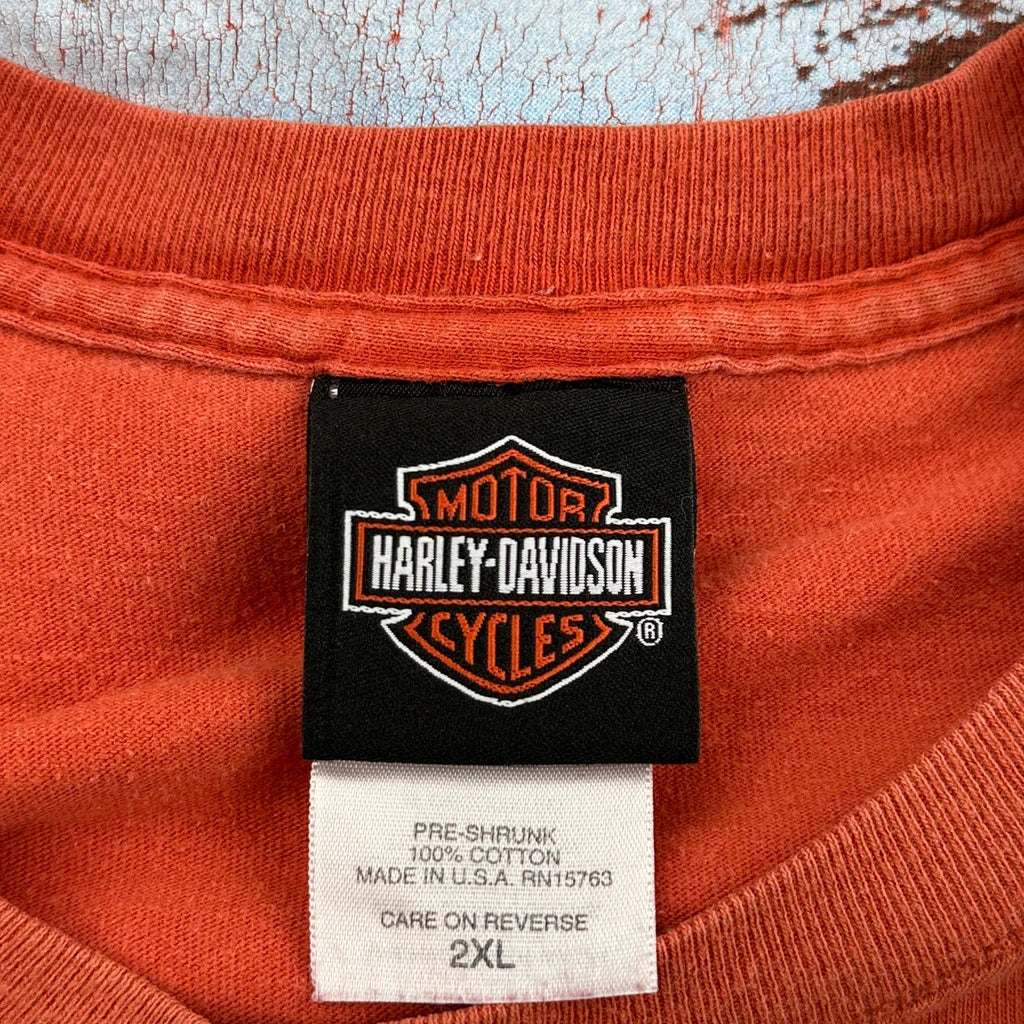 MOTOR
HARLEY-DAVIDSON
CYCLES
®
PRE-SHRUNK
100% COTTON
MADE IN U.S.A. RN15763
CARE ON REVERSE
2XL